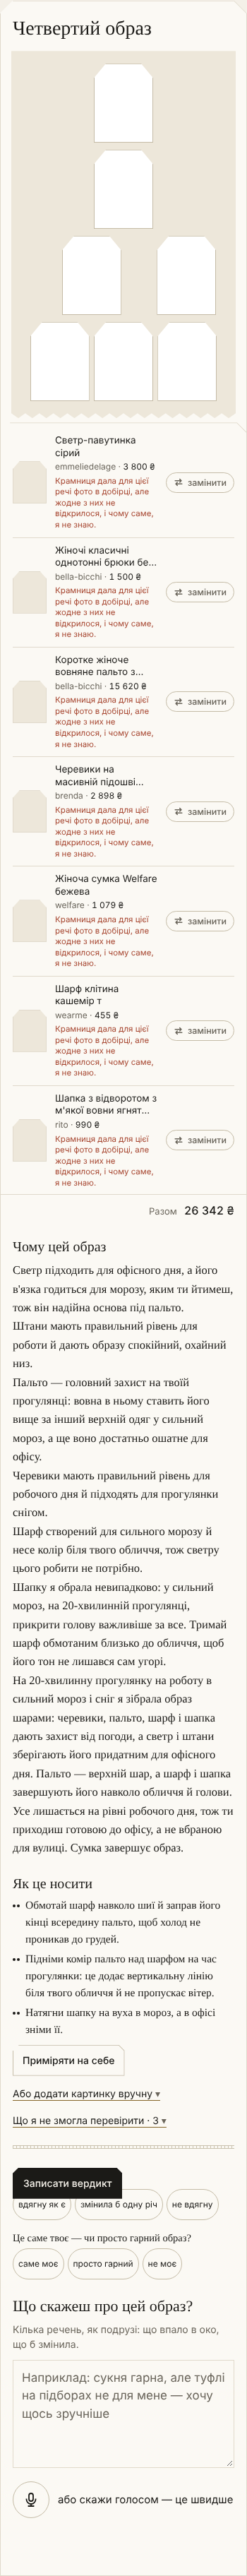 Четвертий образ
Светр-павутинка
сірий
emmeliedelage · 3 800 ₴
Крамниця дала для цієї
речі фото в добірці, але
жодне з них не
відкрилося, і чому саме,
я не знаю.
⇄ замінити
Жіночі класичні
однотонні брюки бе...
bella-bicchi · 1 500 ₴
Крамниця дала для цієї
речі фото в добірці, але
жодне з них не
відкрилося, і чому саме,
я не знаю.
⇄ замінити
Коротке жіноче
вовняне пальто з...
bella-bicchi · 15 620 ₴
Крамниця дала для цієї
речі фото в добірці, але
жодне з них не
відкрилося, і чому саме,
я не знаю.
⇄ замінити
Черевики на
масивній підошві...
brenda · 2 898 ₴
Крамниця дала для цієї
речі фото в добірці, але
жодне з них не
відкрилося, і чому саме,
я не знаю.
⇄ замінити
Жіноча сумка Welfare
бежева
welfare · 1 079 ₴
Крамниця дала для цієї
речі фото в добірці, але
жодне з них не
відкрилося, і чому саме,
я не знаю.
⇄ замінити
Шарф клітина
кашемір т
wearme · 455 ₴
Крамниця дала для цієї
речі фото в добірці, але
жодне з них не
відкрилося, і чому саме,
я не знаю.
⇄ замінити
Шапка з відворотом з
м'якої вовни ягнят...
rito · 990 ₴
Крамниця дала для цієї
речі фото в добірці, але
жодне з них не
відкрилося, і чому саме,
я не знаю.
⇄ замінити
Разом 26 342 ₴
Чому цей образ
Светр підходить для офісного дня, а його
в'язка годиться для морозу, яким ти йтимеш,
тож він надійна основа під пальто.
Штани мають правильний рівень для
роботи й дають образу спокійний, охайний
низ.
Пальто — головний захист на твоїй
прогулянці: вовна в ньому ставить його
вище за інший верхній одяг у сильний
мороз, а ще воно достатньо ошатне для
офісу.
Черевики мають правильний рівень для
робочого дня й підходять для прогулянки
снігом.
Шарф створений для сильного морозу й
несе колір біля твого обличчя, тож светру
цього робити не потрібно.
Шапку я обрала невипадково: у сильний
мороз, на 20-хвилинній прогулянці,
прикрити голову важливіше за все. Тримай
шарф обмотаним близько до обличчя, щоб
його тон не лишався сам угорі.
На 20-хвилинну прогулянку на роботу в
сильний мороз і сніг я зібрала образ
шарами: черевики, пальто, шарф і шапка
дають захист від погоди, а светр і штани
зберігають його придатним для офісного
дня. Пальто — верхній шар, а шарф і шапка
завершують його навколо обличчя й голови.
Усе лишається на рівні робочого дня, тож ти
приходиш готовою до офісу, а не вбраною
для вулиці. Сумка завершує образ.
Як це носити
•• Обмотай шарф навколо шиї й заправ його
кінці всередину пальто, щоб холод не
проникав до грудей.
•• Підніми комір пальто над шарфом на час
прогулянки: це додає вертикальну лінію
біля твого обличчя й не пропускає вітер.
•• Натягни шапку на вуха в мороз, а в офісі
зніми її.
Приміряти на себе
Або додати картинку вручну ▾
Що я не змогла перевірити · 3 ▾
Записати вердикт
вдягну як є
змінила б одну річ
не вдягну
Це саме твоє — чи просто гарний образ?
саме моє
просто гарний
не моє
Що скажеш про цей образ?
Кілька речень, як подрузі: що впало в око,
що б змінила.
Наприклад: сукня гарна, але туфлі
на підборах не для мене — хочу
щось зручніше
або скажи голосом — це швидше